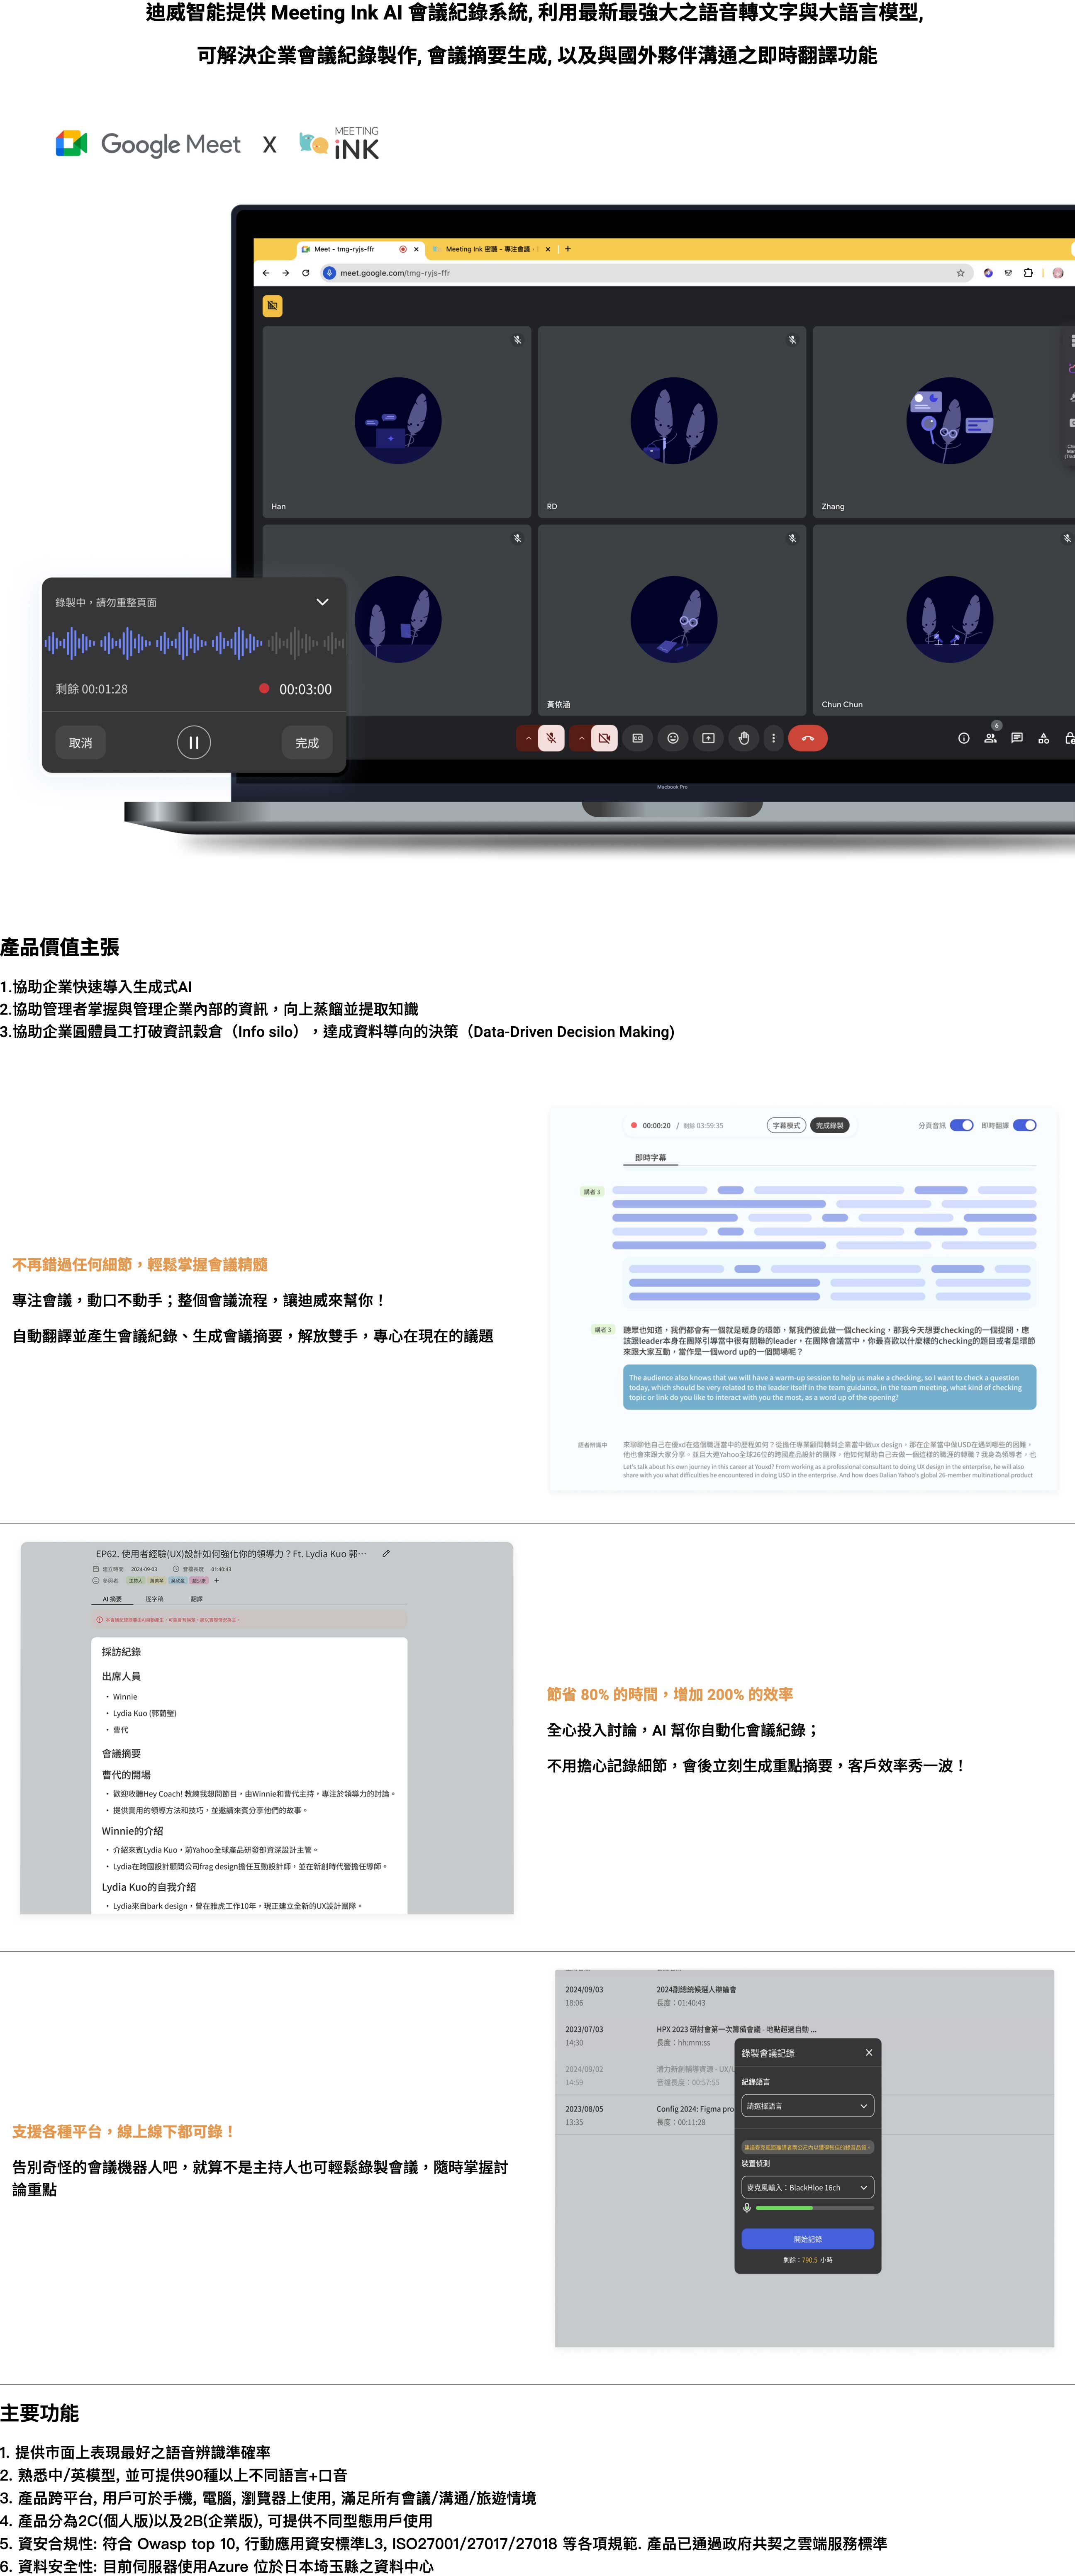 迪威智能提供 Meeting Ink AI 會議紀錄系統, 利用最新最強大之語音轉文字與大語言模型,
可解決企業會議紀錄製作, 會議摘要生成, 以及與國外夥伴溝通之即時翻譯功能
Google Meet X MEETING iNK
Meet - tmg-ryjs-ffr
Meeting Ink 密聽 - 專注會議 ·
meet.google.com/tmg-ryjs-ffr
Han
RD
Zhang
錄製中，請勿重整頁面
剩餘 00:01:28
00:03:00
取消
完成
黃依涵
Chun Chun
6
Macbook Pro
產品價值主張
1.協助企業快速導入生成式AI
2.協助管理者掌握與管理企業內部的資訊，向上蒸餾並提取知識
3.協助企業圓體員工打破資訊穀倉（Info silo），達成資料導向的決策（Data-Driven Decision Making)
00:00:20 / 剩餘 03:59:35
字幕模式
完成錄製
分頁音訊
即時翻譯
即時字幕
講者 3
不再錯過任何細節，輕鬆掌握會議精髓
專注會議，動口不動手；整個會議流程，讓迪威來幫你！
自動翻譯並產生會議紀錄、生成會議摘要，解放雙手，專心在現在的議題
講者 3
聽眾也知道，我們都會有一個就是暖身的環節，幫我們彼此做一個checking，那我今天想要checking的一個提問，應
該跟leader本身在團隊引導當中很有關聯的leader，在團隊會議當中，你最喜歡以什麼樣的checking的題目或者是環節
來跟大家互動，當作是一個word up的一個開場呢？
The audience also knows that we will have a warm-up session to help us make a checking, so I want to check a question
today, which should be very related to the leader itself in the team guidance, in the team meeting, what kind of checking
topic or link do you like to interact with you the most, as a word up of the opening?
語者辨識中
來聊聊他自己在優xd在這個職涯當中的歷程如何？從擔任專業顧問轉到企業當中做ux design，那在企業當中做USD在遇到哪些的困難，
他也會來跟大家分享。並且大連Yahoo全球26位的跨國產品設計的團隊，他如何幫助自己去做一個這樣的職涯的轉職？我身為領導者，也
Let's talk about his own journey in this career at Youxd? From working as a professional consultant to doing UX design in the enterprise, he will also
share with you what difficulties he encountered in doing USD in the enterprise. And how does Dalian Yahoo's global 26-member multinational product
EP62. 使用者經驗(UX)設計如何強化你的領導力？Ft. Lydia Kuo 郭…
建立時間 2024-09-03
音檔長度 01:40:43
參與者 主持人
AI 摘要
逐字稿
翻譯
採訪紀錄
出席人員
• Winnie
• Lydia Kuo (郭藺瑩)
• 曹代
會議摘要
曹代的開場
• 歡迎收聽Hey Coach! 教練我想問節目，由Winnie和曹代主持，專注於領導力的討論。
• 提供實用的領導方法和技巧，並邀請來賓分享他們的故事。
Winnie的介紹
• 介紹來賓Lydia Kuo，前Yahoo全球產品研發部資深設計主管。
• Lydia在跨國設計顧問公司frag design擔任互動設計師，並在新創時代營擔任導師。
Lydia Kuo的自我介紹
• Lydia來自bark design，曾在雅虎工作10年，現正建立全新的UX設計團隊。
節省 80% 的時間，增加 200% 的效率
全心投入討論，AI 幫你自動化會議紀錄；
不用擔心記錄細節，會後立刻生成重點摘要，客戶效率秀一波！
2024/09/03
18:06
2024副總統候選人辯論會
長度：01:40:43
2023/07/03
14:30
HPX 2023 研討會第一次籌備會議 - 地點超過自動 ...
長度：hh:mm:ss
2024/09/02
14:59
潛力新創輔導資源 - UX/U
音檔長度：00:57:55
2023/08/05
13:35
Config 2024: Figma pro
長度：00:11:28
錄製會議記錄
紀錄語言
請選擇語言
建議麥克風距離講者兩公尺內以獲得較佳的錄音品質。
裝置偵測
麥克風輸入：BlackHloe 16ch
開始記錄
剩餘：790.5 小時
支援各種平台，線上線下都可錄！
告別奇怪的會議機器人吧，就算不是主持人也可輕鬆錄製會議，隨時掌握討
論重點
主要功能
1. 提供市面上表現最好之語音辨識準確率
2. 熟悉中/英模型, 並可提供90種以上不同語言+口音
3. 產品跨平台, 用戶可於手機, 電腦, 瀏覽器上使用, 滿足所有會議/溝通/旅遊情境
4. 產品分為2C(個人版)以及2B(企業版), 可提供不同型態用戶使用
5. 資安合規性: 符合 Owasp top 10, 行動應用資安標準L3, ISO27001/27017/27018 等各項規範. 產品已通過政府共契之雲端服務標準
6. 資料安全性: 目前伺服器使用Azure 位於日本埼玉縣之資料中心